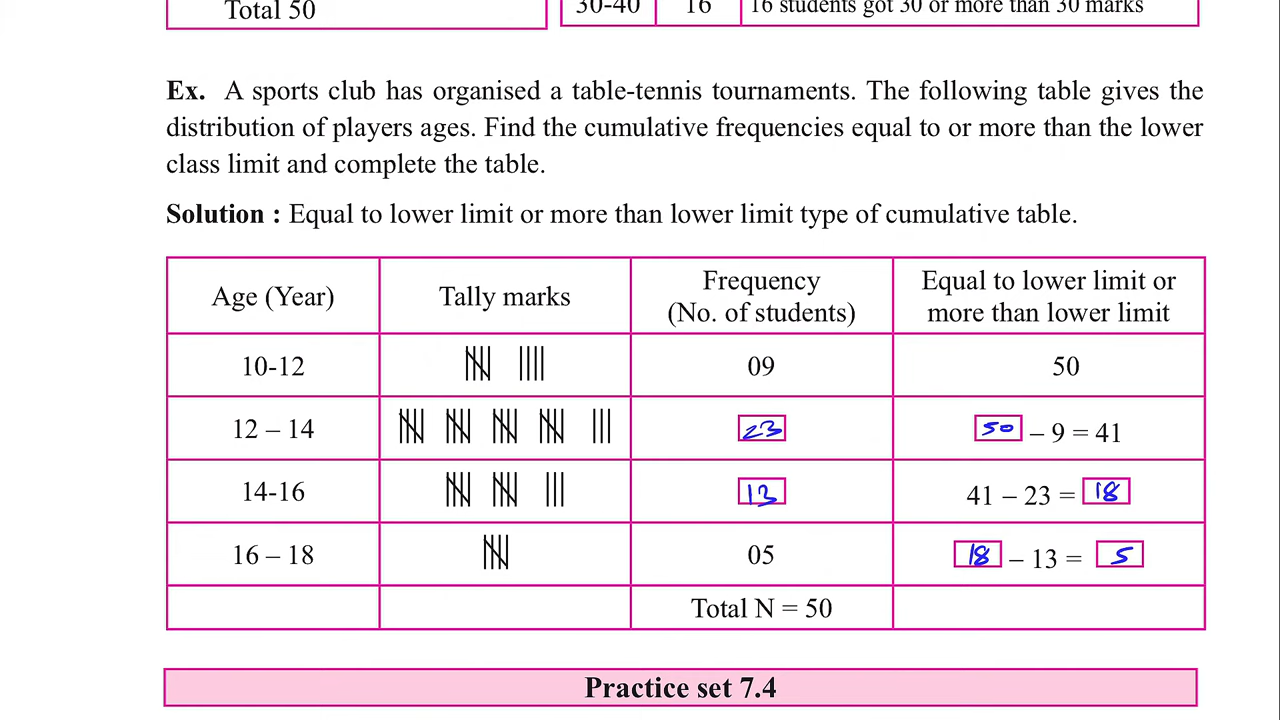 Total 50
30-40 16 16 students got 30 or more than 30 marks
Ex. A sports club has organised a table-tennis tournaments. The following table gives the
distribution of players ages. Find the cumulative frequencies equal to or more than the lower
class limit and complete the table.
Solution : Equal to lower limit or more than lower limit type of cumulative table.
Age (Year) Tally marks Frequency (No. of students) Equal to lower limit or more than lower limit
10-12 09 50
12 – 14 23 50 – 9 = 41
14-16 13 41 – 23 = 18
16 – 18 05 18 – 13 = 5
Total N = 50
Practice set 7.4